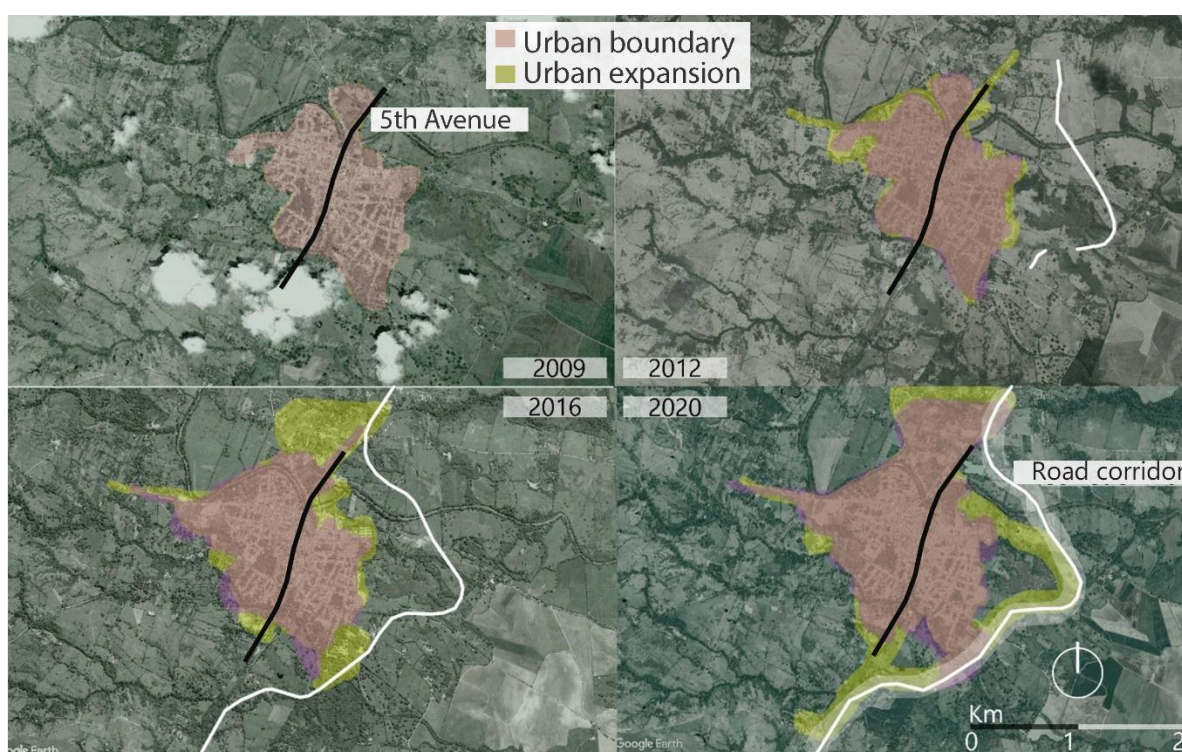 Urban boundary
Urban expansion
5th Avenue
2009
2012
2016
2020
Road corridor
Km
0 1 2
ogle Earth
Google Earth